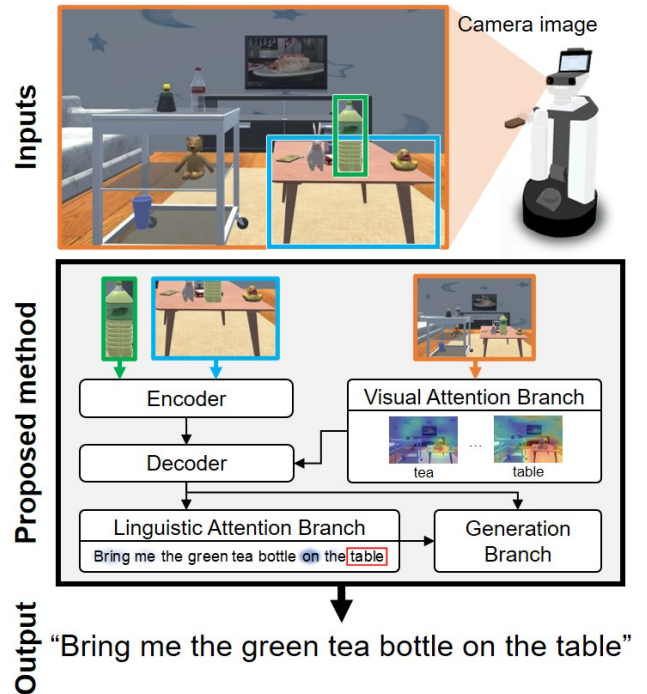 Camera image
Inputs
Proposed method
Encoder
Visual Attention Branch
tea
...
table
Decoder
Linguistic Attention Branch
Bring me the green tea bottle on the table
Generation
Branch
Output
“Bring me the green tea bottle on the table”